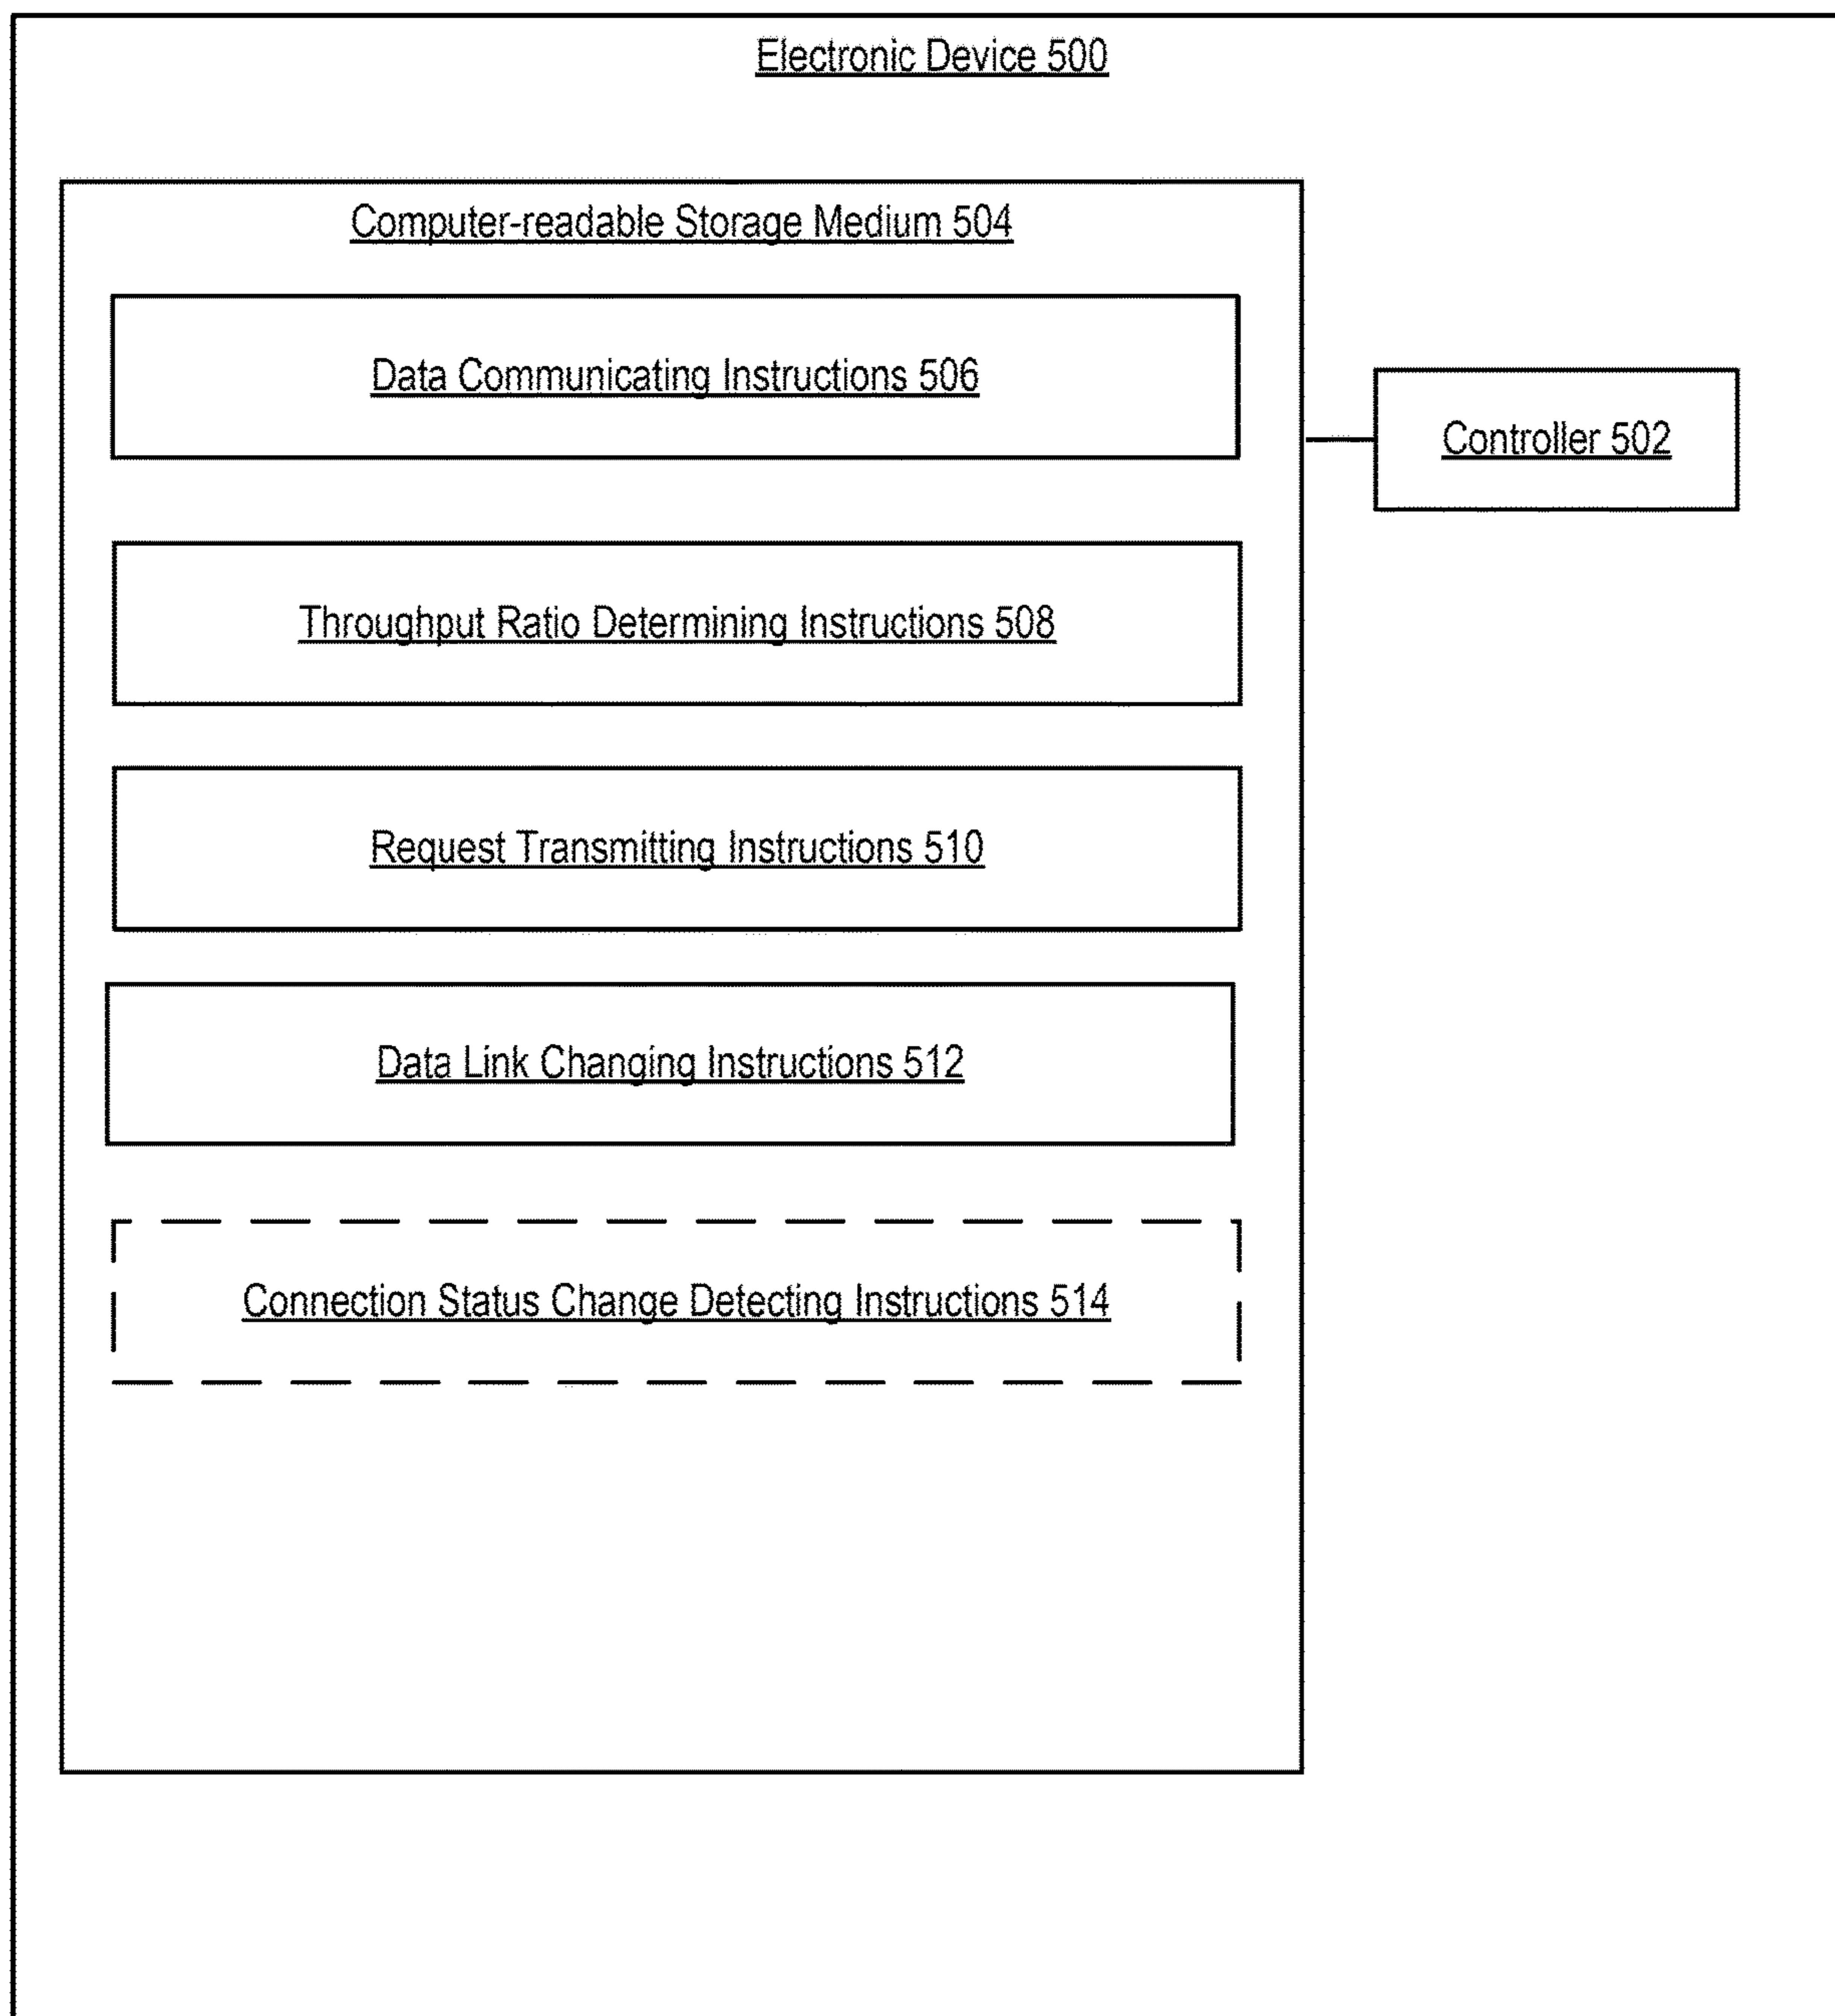 Electronic Device 500
Computer-readable Storage Medium 504
Data Communicating Instructions 506
Controller 502
Throughput Ratio Determining Instructions 508
Request Transmitting Instructions 510
Data Link Changing Instructions 512
Connection Status Change Detecting Instructions 514